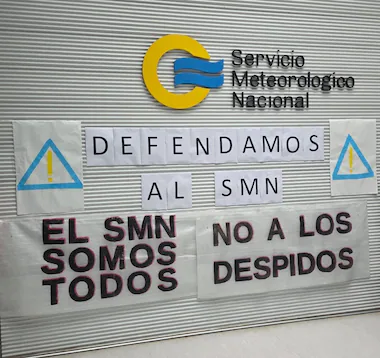 Servicio
Meteorologico
Nacional
DEFENDAMOS
AL SMN
EL SMN
SOMOS
TODOS
NO A LOS
DESPIDOS